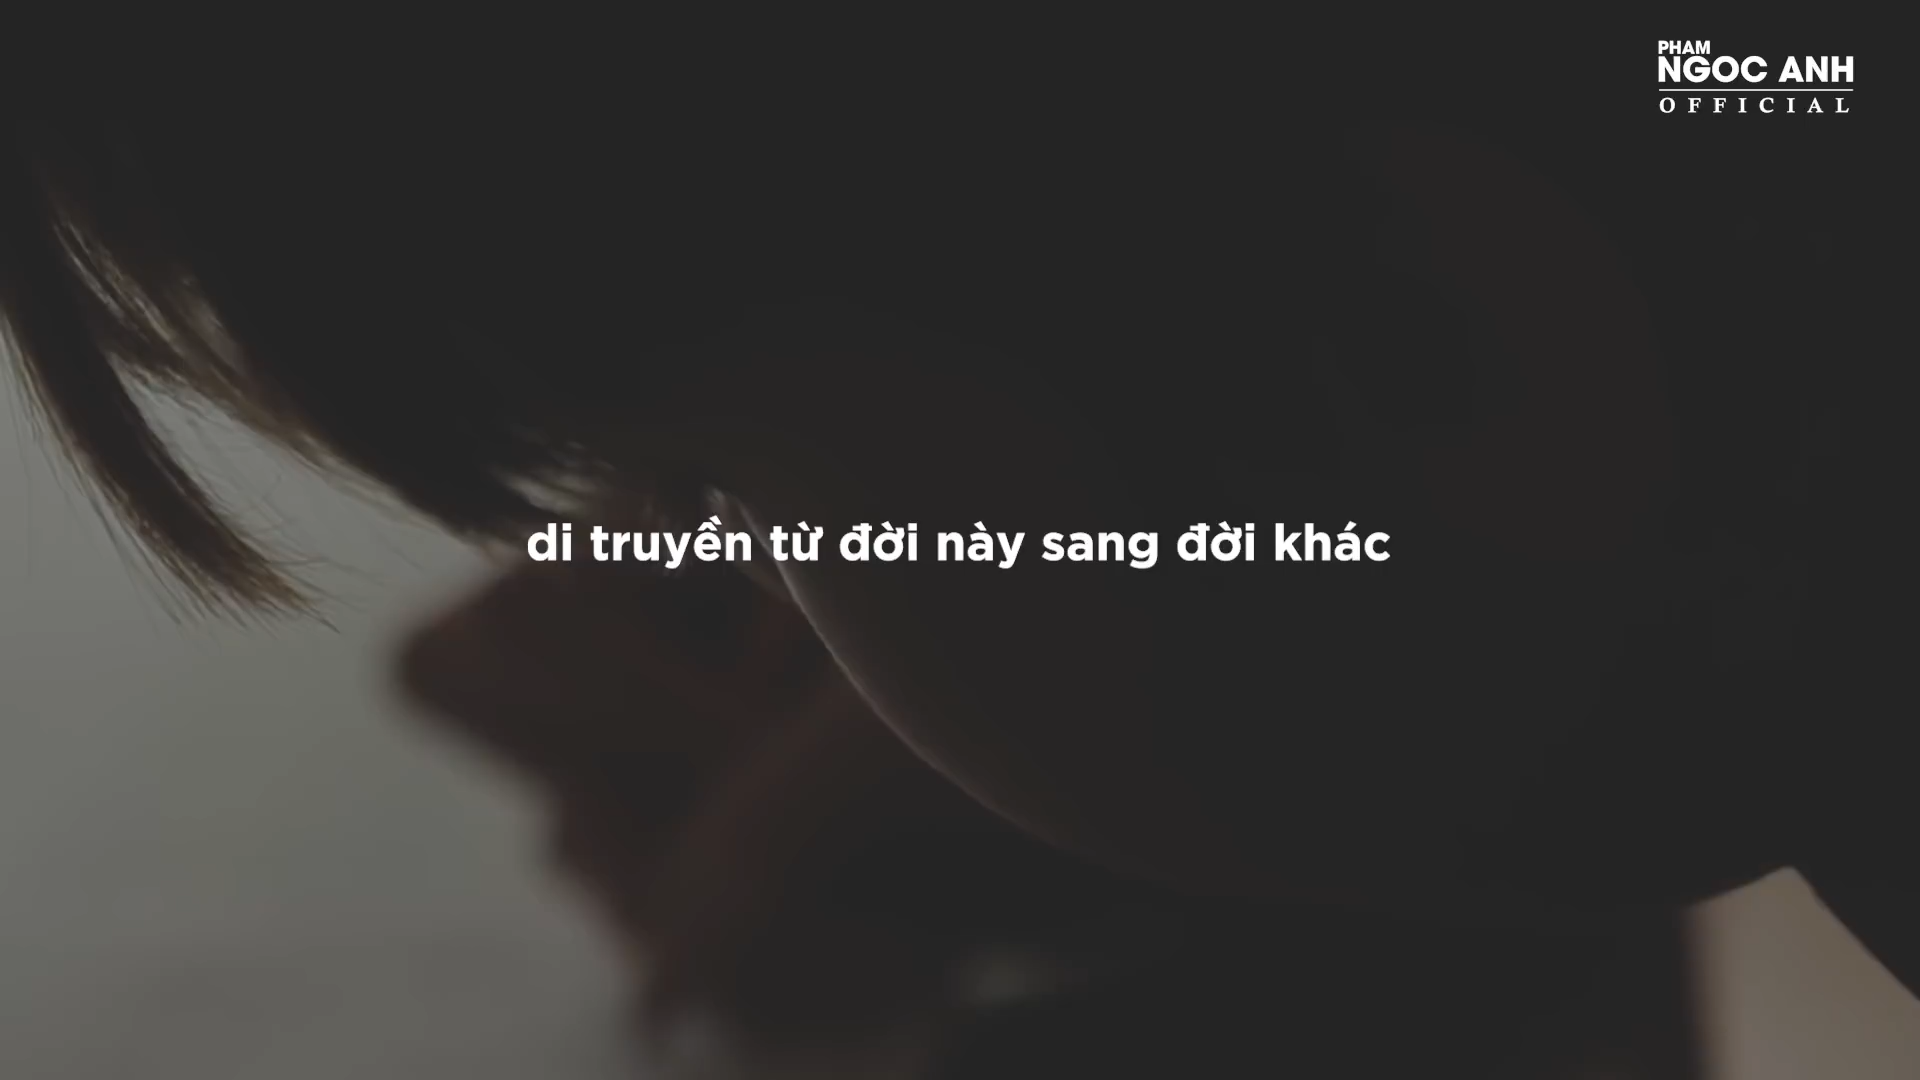 PHAM
NGOC ANH
OFFICIAL
di truyền từ đời này sang đời khác